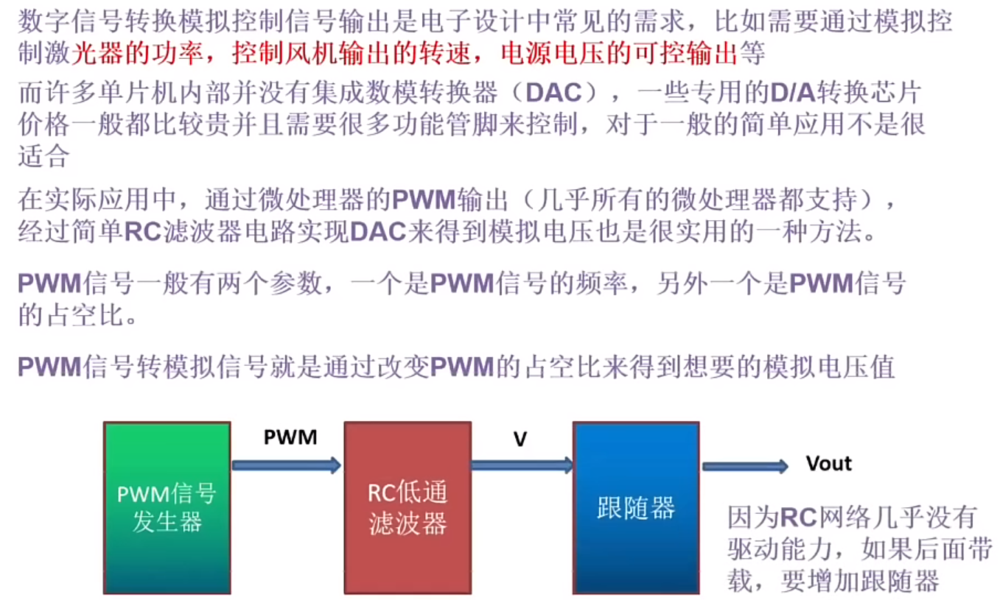 数字信号转换模拟控制信号输出是电子设计中常见的需求，比如需要通过模拟控
制激光器的功率，控制风机输出的转速，电源电压的可控输出等
而许多单片机内部并没有集成数模转换器（DAC），一些专用的D/A转换芯片
价格一般都比较贵并且需要很多功能管脚来控制，对于一般的简单应用不是很
适合
在实际应用中，通过微处理器的PWM输出（几乎所有的微处理器都支持），
经过简单RC滤波器电路实现DAC来得到模拟电压也是很实用的一种方法。
PWM信号一般有两个参数，一个是PWM信号的频率，另外一个是PWM信号
的占空比。
PWM信号转模拟信号就是通过改变PWM的占空比来得到想要的模拟电压值
PWM信号
发生器
PWM
RC低通
滤波器
V
跟随器
Vout
因为RC网络几乎没有
驱动能力，如果后面带
载，要增加跟随器